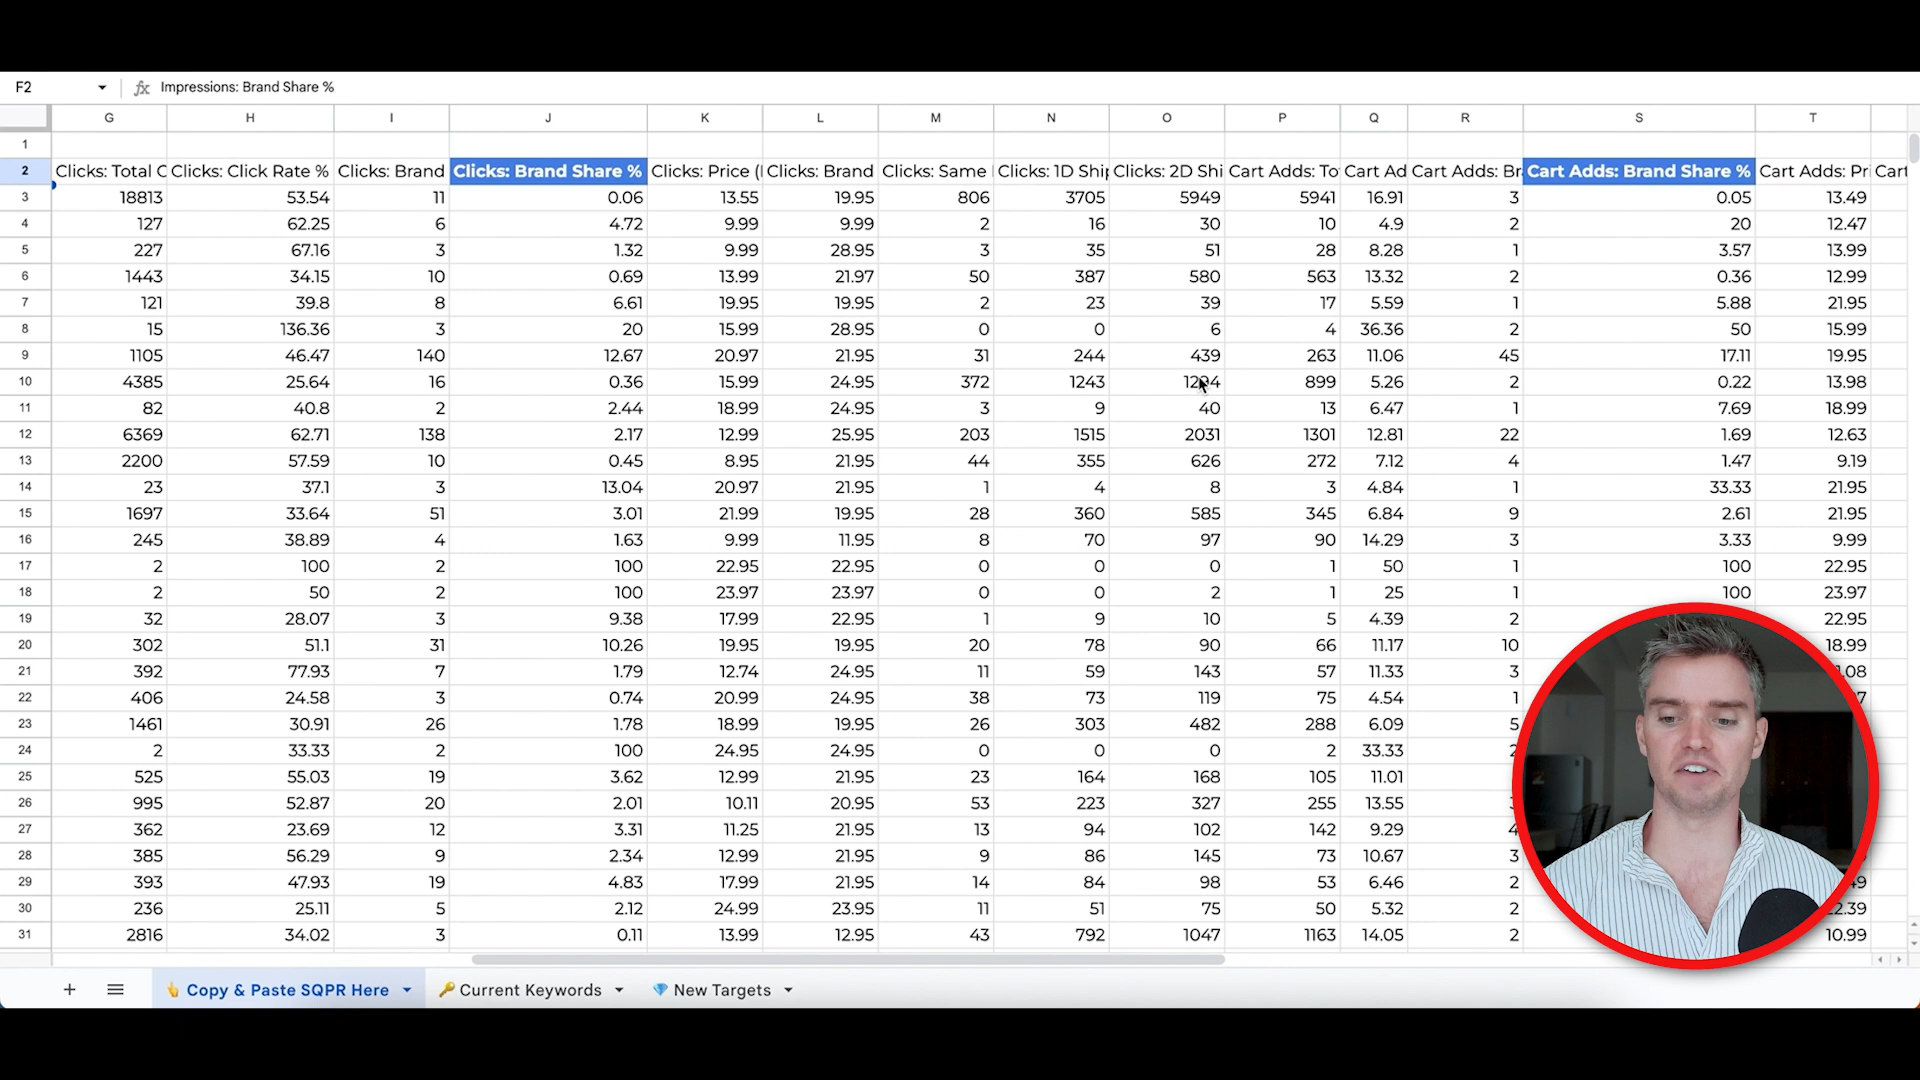 F2 fx Impressions: Brand Share %
G H I J K L M N O P Q R S T
1
2 Clicks: Total C Clicks: Click Rate % Clicks: Brand Clicks: Brand Share % Clicks: Price ( Clicks: Brand Clicks: Same Clicks: 1D Ship Clicks: 2D Shi Cart Adds: To Cart Ad Cart Adds: Br Cart Adds: Brand Share % Cart Adds: Pri Cart
3 18813 53.54 11 0.06 13.55 19.95 806 3705 5949 5941 16.91 3 0.05 13.49
4 127 62.25 6 4.72 9.99 9.99 2 16 30 10 4.9 2 20 12.47
5 227 67.16 3 1.32 9.99 28.95 3 35 51 28 8.28 1 3.57 13.99
6 1443 34.15 10 0.69 13.99 21.97 50 387 580 563 13.32 2 0.36 12.99
7 121 39.8 8 6.61 19.95 19.95 2 23 39 17 5.59 1 5.88 21.95
8 15 136.36 3 20 15.99 28.95 0 0 6 4 36.36 2 50 15.99
9 1105 46.47 140 12.67 20.97 21.95 31 244 439 263 11.06 45 17.11 19.95
10 4385 25.64 16 0.36 15.99 24.95 372 1243 899 5.26 2 0.22 13.98
11 82 40.8 2 2.44 18.99 24.95 3 9 40 13 6.47 1 7.69 18.99
12 6369 62.71 138 2.17 12.99 25.95 203 1515 2031 1301 12.81 22 1.69 12.63
13 2200 57.59 10 0.45 8.95 21.95 44 355 626 272 7.12 4 1.47 9.19
14 23 37.1 3 13.04 20.97 21.95 1 4 8 3 4.84 1 33.33 21.95
15 1697 33.64 51 3.01 21.99 19.95 28 360 585 345 6.84 9 2.61 21.95
16 245 38.89 4 1.63 9.99 11.95 8 70 97 90 14.29 3 3.33 9.99
17 2 100 2 100 22.95 22.95 0 0 0 1 50 1 100 22.95
18 2 50 2 100 23.97 23.97 0 0 2 1 25 1 100 23.97
19 32 28.07 3 9.38 17.99 22.95 1 9 10 5 4.39 2 22.95
20 302 51.1 31 10.26 19.95 19.95 20 78 90 66 11.17 10 18.99
21 392 77.93 7 1.79 12.74 24.95 11 59 143 57 11.33 3 .08
22 406 24.58 3 0.74 20.99 24.95 38 73 119 75 4.54 1
23 1461 30.91 26 1.78 18.99 19.95 26 303 482 288 6.09 5
24 2 33.33 2 100 24.95 24.95 0 0 0 2 33.33
25 525 55.03 19 3.62 12.99 21.95 23 164 168 105 11.01
26 995 52.87 20 2.01 10.11 20.95 53 223 327 255 13.55
27 362 23.69 12 3.31 11.25 21.95 13 94 102 142 9.29 4
28 385 56.29 9 2.34 12.99 21.95 9 86 145 73 10.67 3
29 393 47.93 19 4.83 17.99 21.95 14 84 98 53 6.46 2 49
30 236 25.11 5 2.12 24.99 23.95 11 51 75 50 5.32 2 2.39
31 2816 34.02 3 0.11 13.99 12.95 43 792 1047 1163 14.05 2 10.99
+ Copy & Paste SQPR Here Current Keywords New Targets